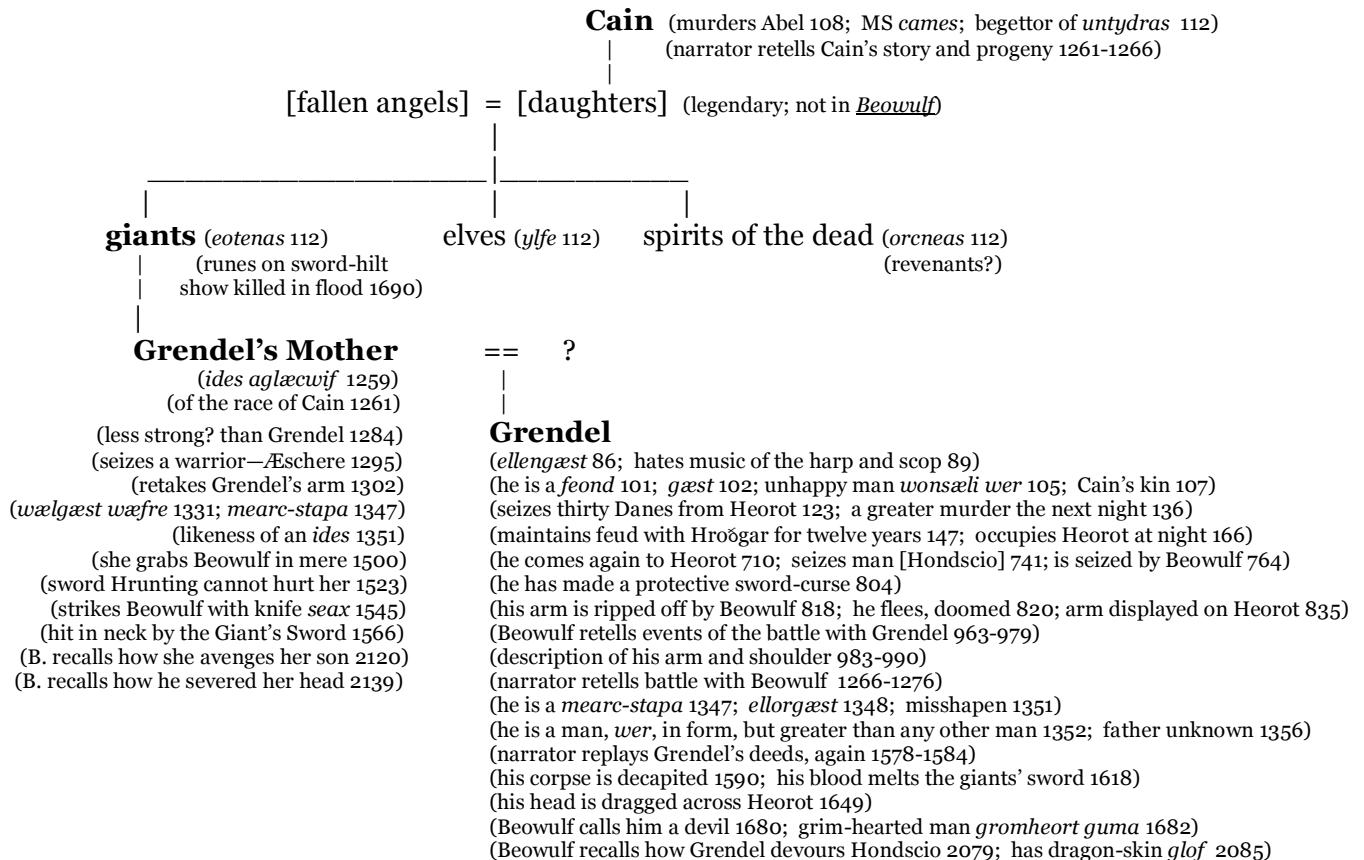 Cain (murders Abel 108; MS cames; begettor of untydras 112)
(narrator retells Cain's story and progeny 1261-1266)
[fallen angels] = [daughters] (legendary; not in Beowulf)
giants (eotenas 112) elves (ylfe 112) spirits of the dead (orcneas 112)
(runes on sword-hilt (revenants?)
show killed in flood 1690)
Grendel's Mother == ?
(ides aglæcwif 1259)
(of the race of Cain 1261)
(less strong? than Grendel 1284)
(seizes a warrior—Æschere 1295)
(retakes Grendel's arm 1302)
(wælgæst wæfre 1331; mearc-stapa 1347)
(likeness of an ides 1351)
(she grabs Beowulf in mere 1500)
(sword Hrunting cannot hurt her 1523)
(strikes Beowulf with knife seax 1545)
(hit in neck by the Giant's Sword 1566)
(B. recalls how she avenges her son 2120)
(B. recalls how he severed her head 2139)
Grendel
(ellengæst 86; hates music of the harp and scop 89)
(he is a feond 101; gæst 102; unhappy man wonsæli wer 105; Cain's kin 107)
(seizes thirty Danes from Heorot 123; a greater murder the next night 136)
(maintains feud with Hroðgar for twelve years 147; occupies Heorot at night 166)
(he comes again to Heorot 710; seizes man [Hondscio] 741; is seized by Beowulf 764)
(he has made a protective sword-curse 804)
(his arm is ripped off by Beowulf 818; he flees, doomed 820; arm displayed on Heorot 835)
(Beowulf retells events of the battle with Grendel 963-979)
(description of his arm and shoulder 983-990)
(narrator retells battle with Beowulf 1266-1276)
(he is a mearc-stapa 1347; ellorgæst 1348; misshapen 1351)
(he is a man, wer, in form, but greater than any other man 1352; father unknown 1356)
(narrator replays Grendel's deeds, again 1578-1584)
(his corpse is decapited 1590; his blood melts the giants' sword 1618)
(his head is dragged across Heorot 1649)
(Beowulf calls him a devil 1680; grim-hearted man gromheort guma 1682)
(Beowulf recalls how Grendel devours Hondscio 2079; has dragon-skin glof 2085)